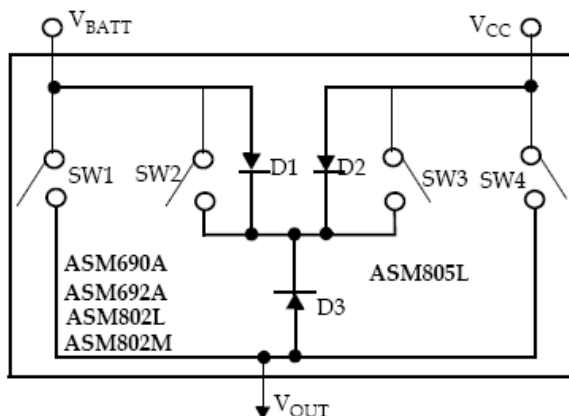 VBATT
VCC
SW1
SW2
D1
D2
SW3
SW4
ASM690A
ASM692A
ASM802L
ASM802M
ASM805L
D3
VOUT